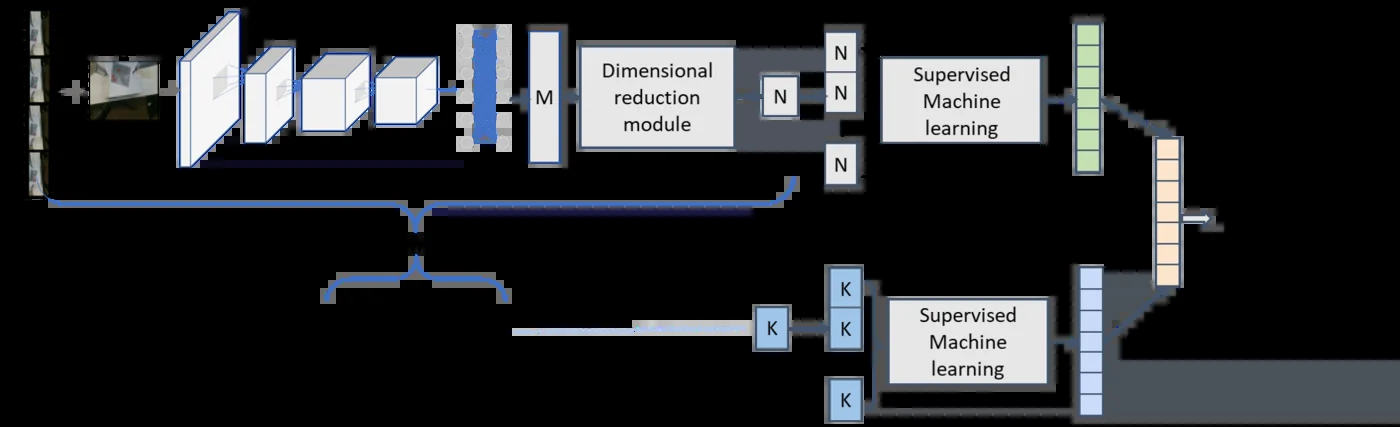 M
Dimensional
reduction
module
N
N
N
N
Supervised
Machine
learning
K
K
K
K
Supervised
Machine
learning